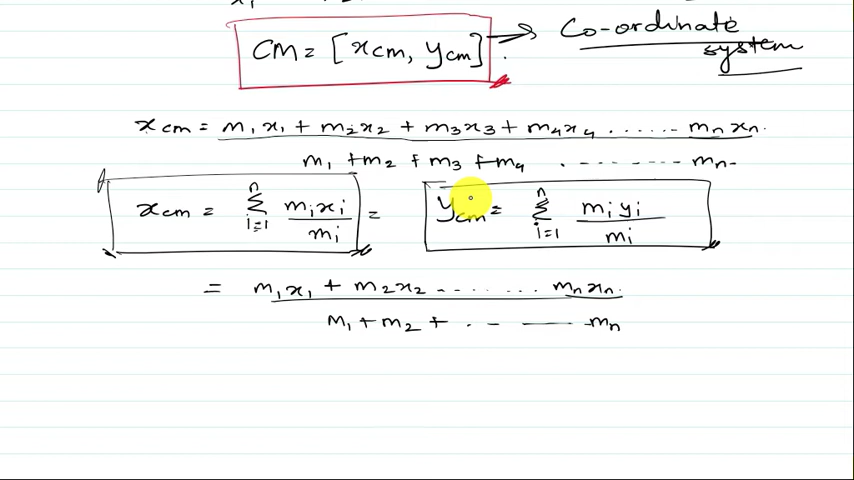 CM = [xcm, ycm] → Co-ordinate
system
xcm = m₁x₁ + m₂x₂ + m₃x₃ + m₄x₄ ...... mₙxₙ.
m₁ + m₂ + m₃ + m₄ . ------- mₙ-
xcm = n Σ i=1 mᵢxᵢ / mᵢ = ycm = n Σ i=1 mᵢyᵢ / mᵢ
= m₁x₁ + m₂x₂ ........ mₙxₙ.
m₁ + m₂ + . -- —— mₙ